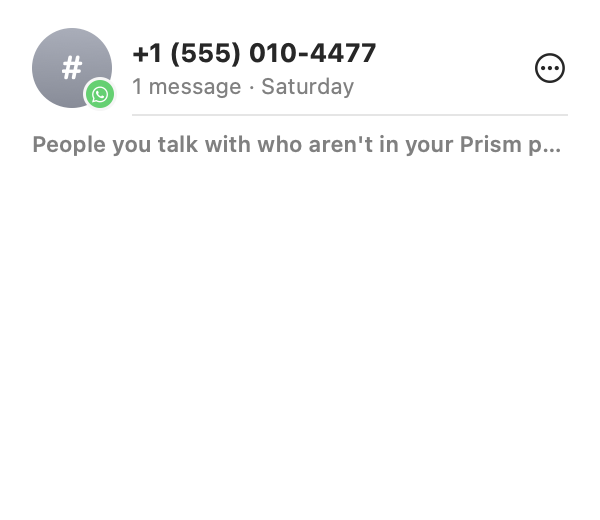 #
+1 (555) 010-4477
1 message · Saturday
People you talk with who aren't in your Prism p...